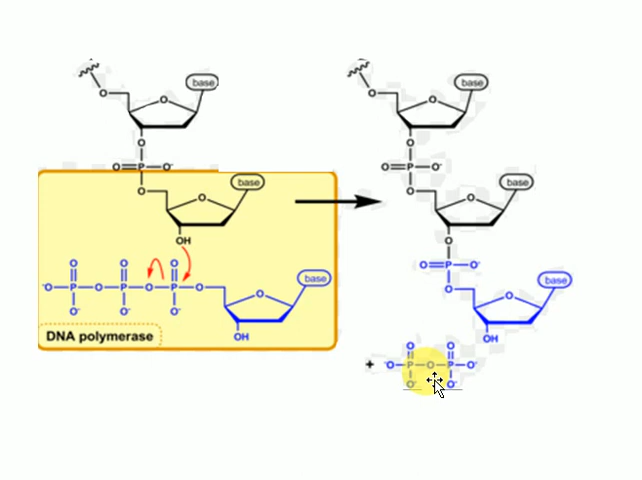 base
base
O
O
O
O
O
O
O=P-O-
O=P-O-
O
O
base
base
O
O
OH
O
O
O
O
O=P-O-
-O-P-O-P-O-P-O
base
O
base
O
O
O-
O-
O-
OH
OH
DNA polymerase
O
O
+
-O-P-O-P-O-
O-
O-